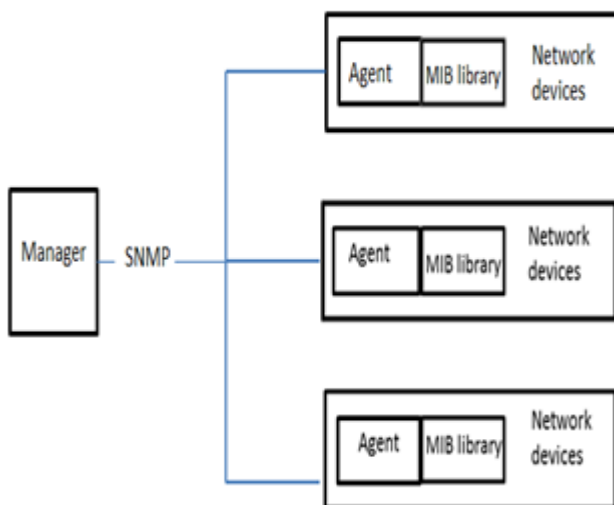 Manager
SNMP
Agent
MIB library
Network
devices
Agent
MIB library
Network
devices
Agent
MIB library
Network
devices